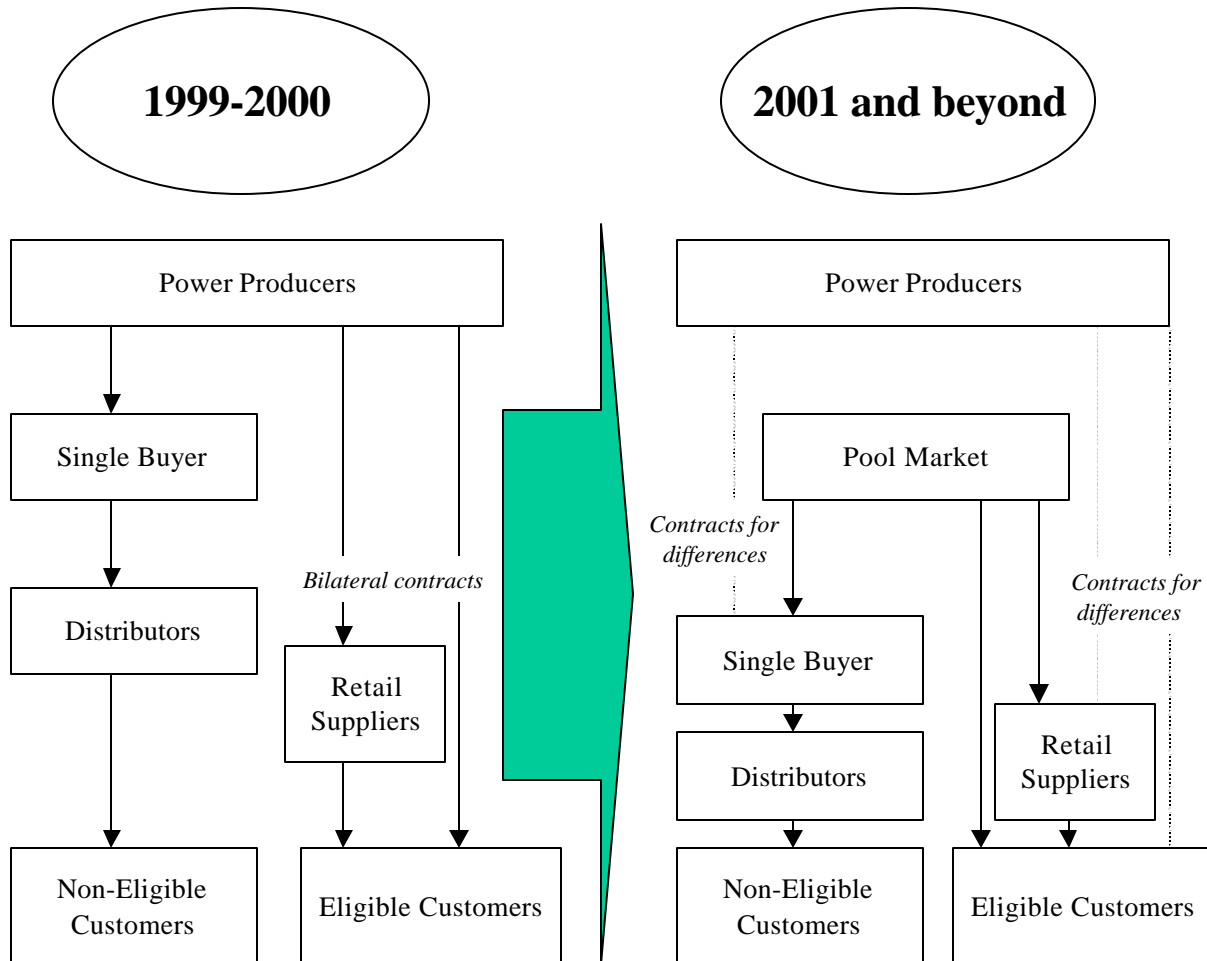 1999-2000
2001 and beyond
Power Producers
Single Buyer
Bilateral contracts
Distributors
Retail
Suppliers
Non-Eligible
Customers
Eligible Customers
Power Producers
Pool Market
Contracts for
differences
Contracts for
differences
Single Buyer
Retail
Suppliers
Distributors
Non-Eligible
Customers
Eligible Customers